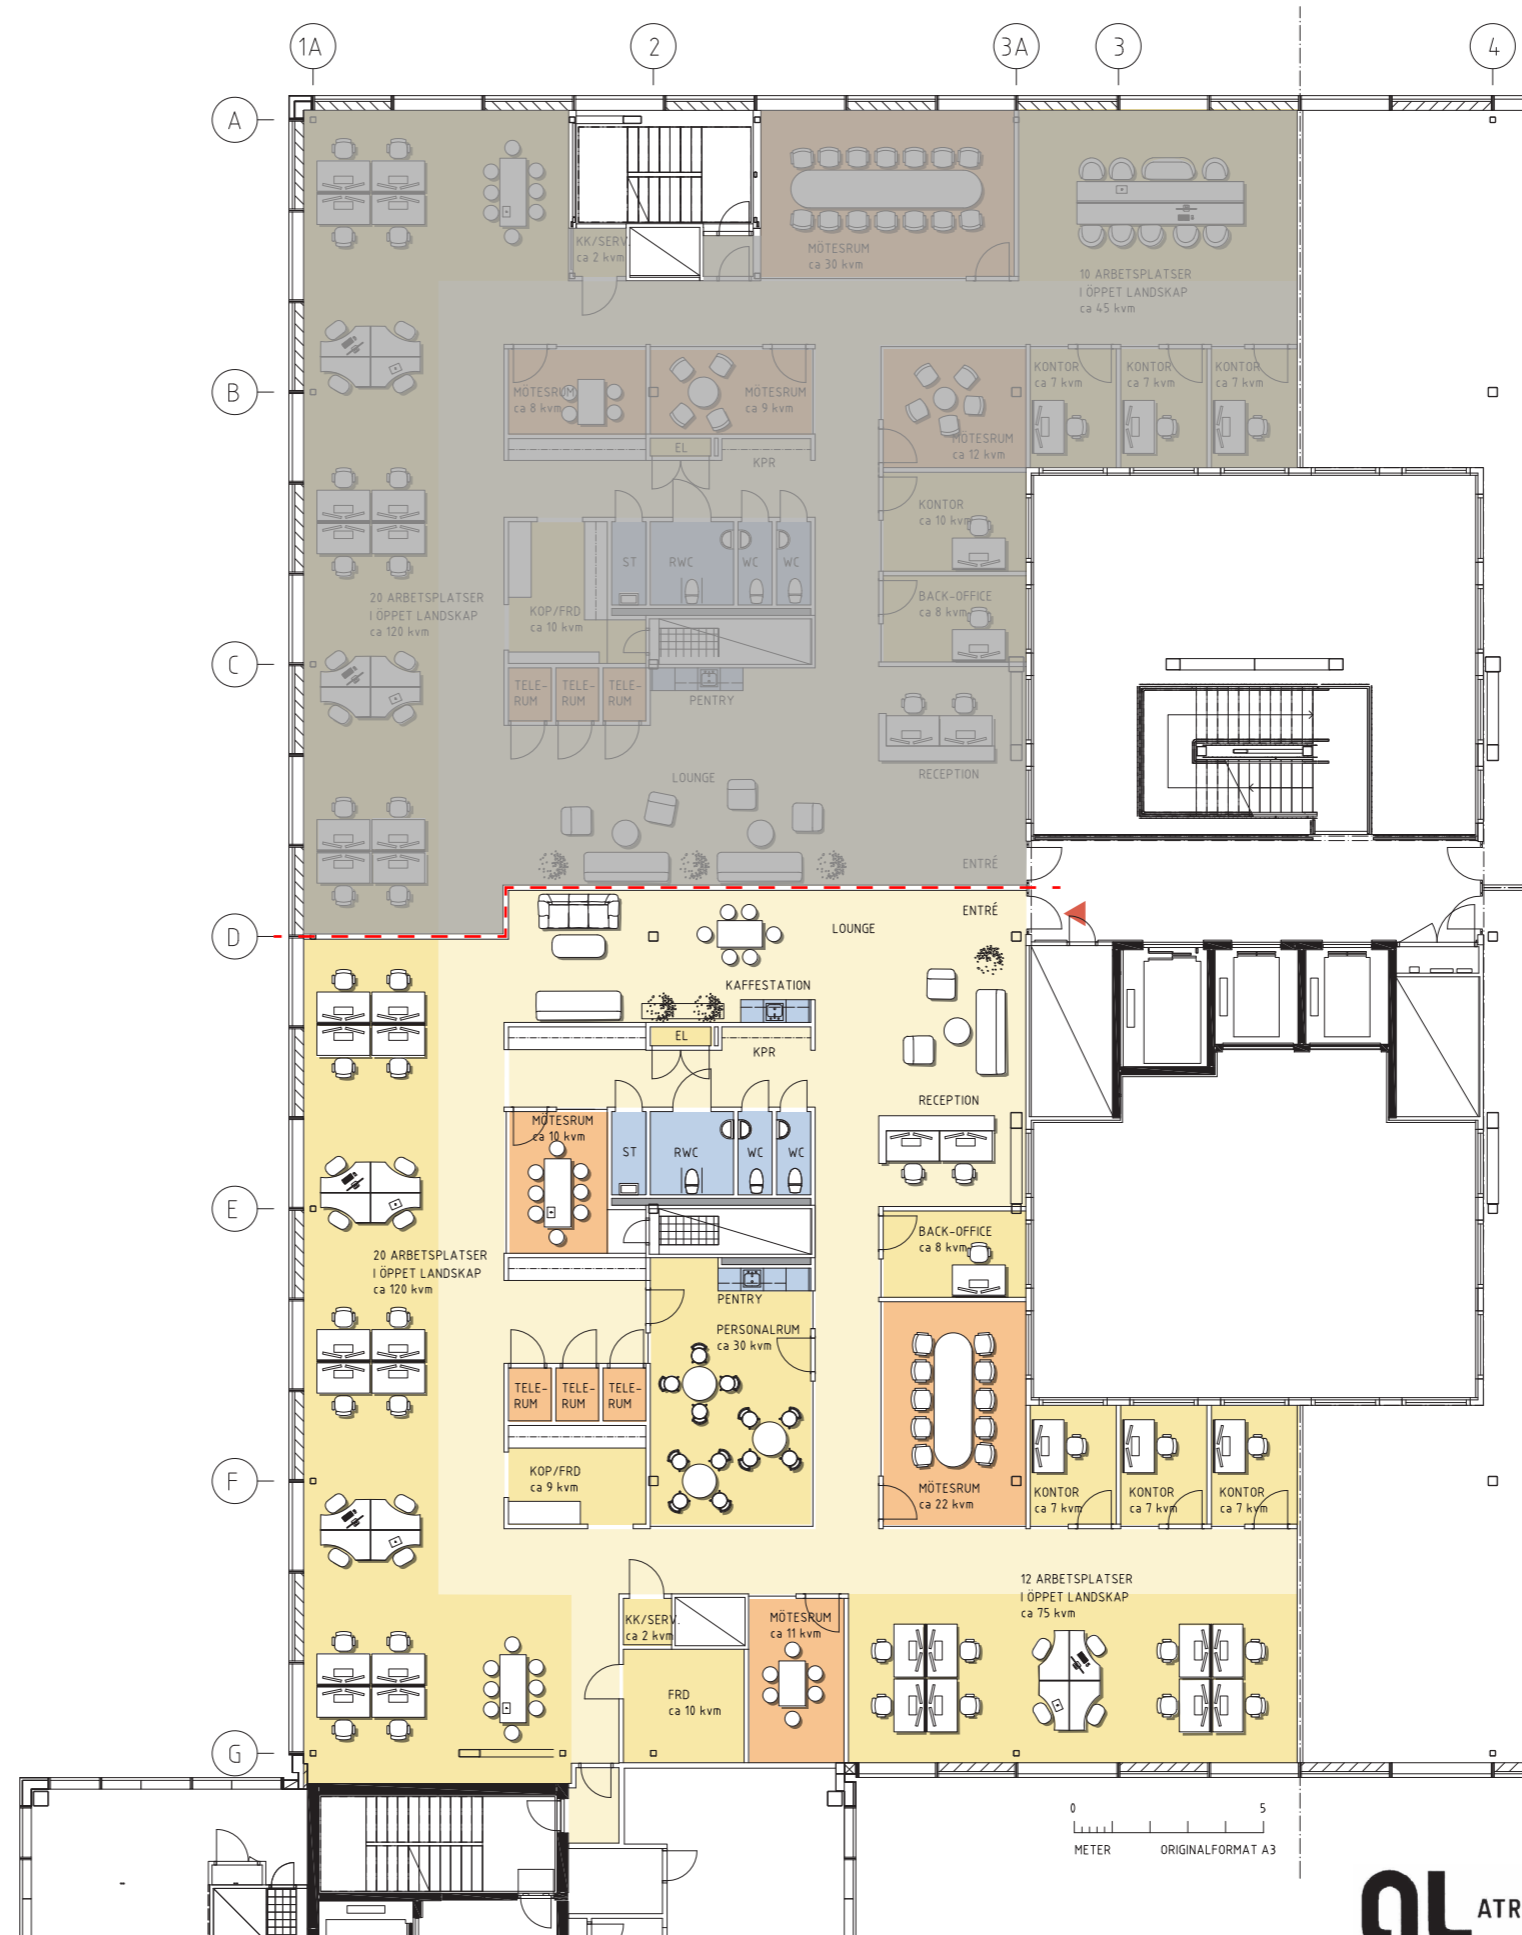 1A
2
3A
3
4
A
KK/SERV.
ca 2 kvm
MÖTESRUM
ca 30 kvm
10 ARBETSPLATSER
I ÖPPET LANDSKAP
ca 45 kvm
B
MÖTESRUM
ca 8 kvm
MÖTESRUM
ca 9 kvm
MÖTESRUM
ca 12 kvm
KONTOR
ca 7 kvm
KONTOR
ca 7 kvm
KONTOR
ca 7 kvm
EL
KPR
KONTOR
ca 10 kvm
ST
RWC
WC
WC
20 ARBETSPLATSER
I ÖPPET LANDSKAP
ca 120 kvm
KOP/FRD
ca 10 kvm
BACK-OFFICE
ca 8 kvm
C
TELE-
RUM
TELE-
RUM
TELE-
RUM
PENTRY
LOUNGE
RECEPTION
ENTRÉ
D
ENTRÉ
LOUNGE
KAFFESTATION
EL
KPR
RECEPTION
MÖTESRUM
ca 10 kvm
ST
RWC
WC
WC
E
20 ARBETSPLATSER
I ÖPPET LANDSKAP
ca 120 kvm
BACK-OFFICE
ca 8 kvm
PENTRY
PERSONALRUM
ca 30 kvm
TELE-
RUM
TELE-
RUM
TELE-
RUM
F
KOP/FRD
ca 9 kvm
MÖTESRUM
ca 22 kvm
KONTOR
ca 7 kvm
KONTOR
ca 7 kvm
KONTOR
ca 7 kvm
12 ARBETSPLATSER
I ÖPPET LANDSKAP
ca 75 kvm
KK/SERV.
ca 2 kvm
MÖTESRUM
ca 11 kvm
FRD
ca 10 kvm
G
0
5
METER
ORIGINALFORMAT A3
QL ATR